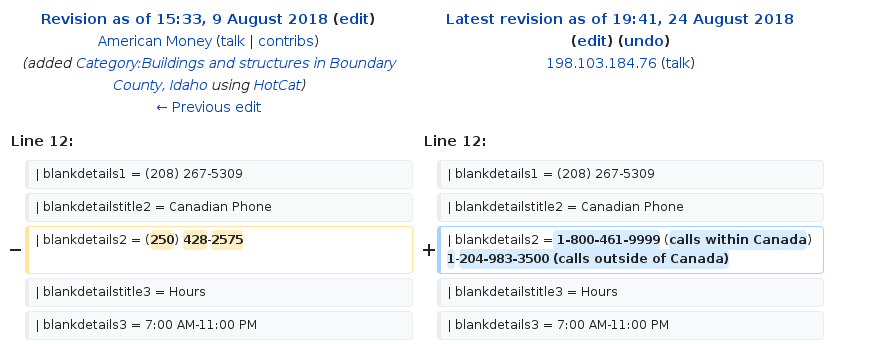 Revision as of 15:33, 9 August 2018 (edit)
American Money (talk | contribs)
(added Category:Buildings and structures in Boundary
County, Idaho using HotCat)
← Previous edit
Latest revision as of 19:41, 24 August 2018
(edit) (undo)
198.103.184.76 (talk)
Line 12:
Line 12:
| blankdetails1 = (208) 267-5309
| blankdetails1 = (208) 267-5309
| blankdetailstitle2 = Canadian Phone
| blankdetailstitle2 = Canadian Phone
− | blankdetails2 = (250) 428-2575
+ | blankdetails2 = 1-800-461-9999 (calls within Canada)
1-204-983-3500 (calls outside of Canada)
| blankdetailstitle3 = Hours
| blankdetailstitle3 = Hours
| blankdetails3 = 7:00 AM-11:00 PM
| blankdetails3 = 7:00 AM-11:00 PM